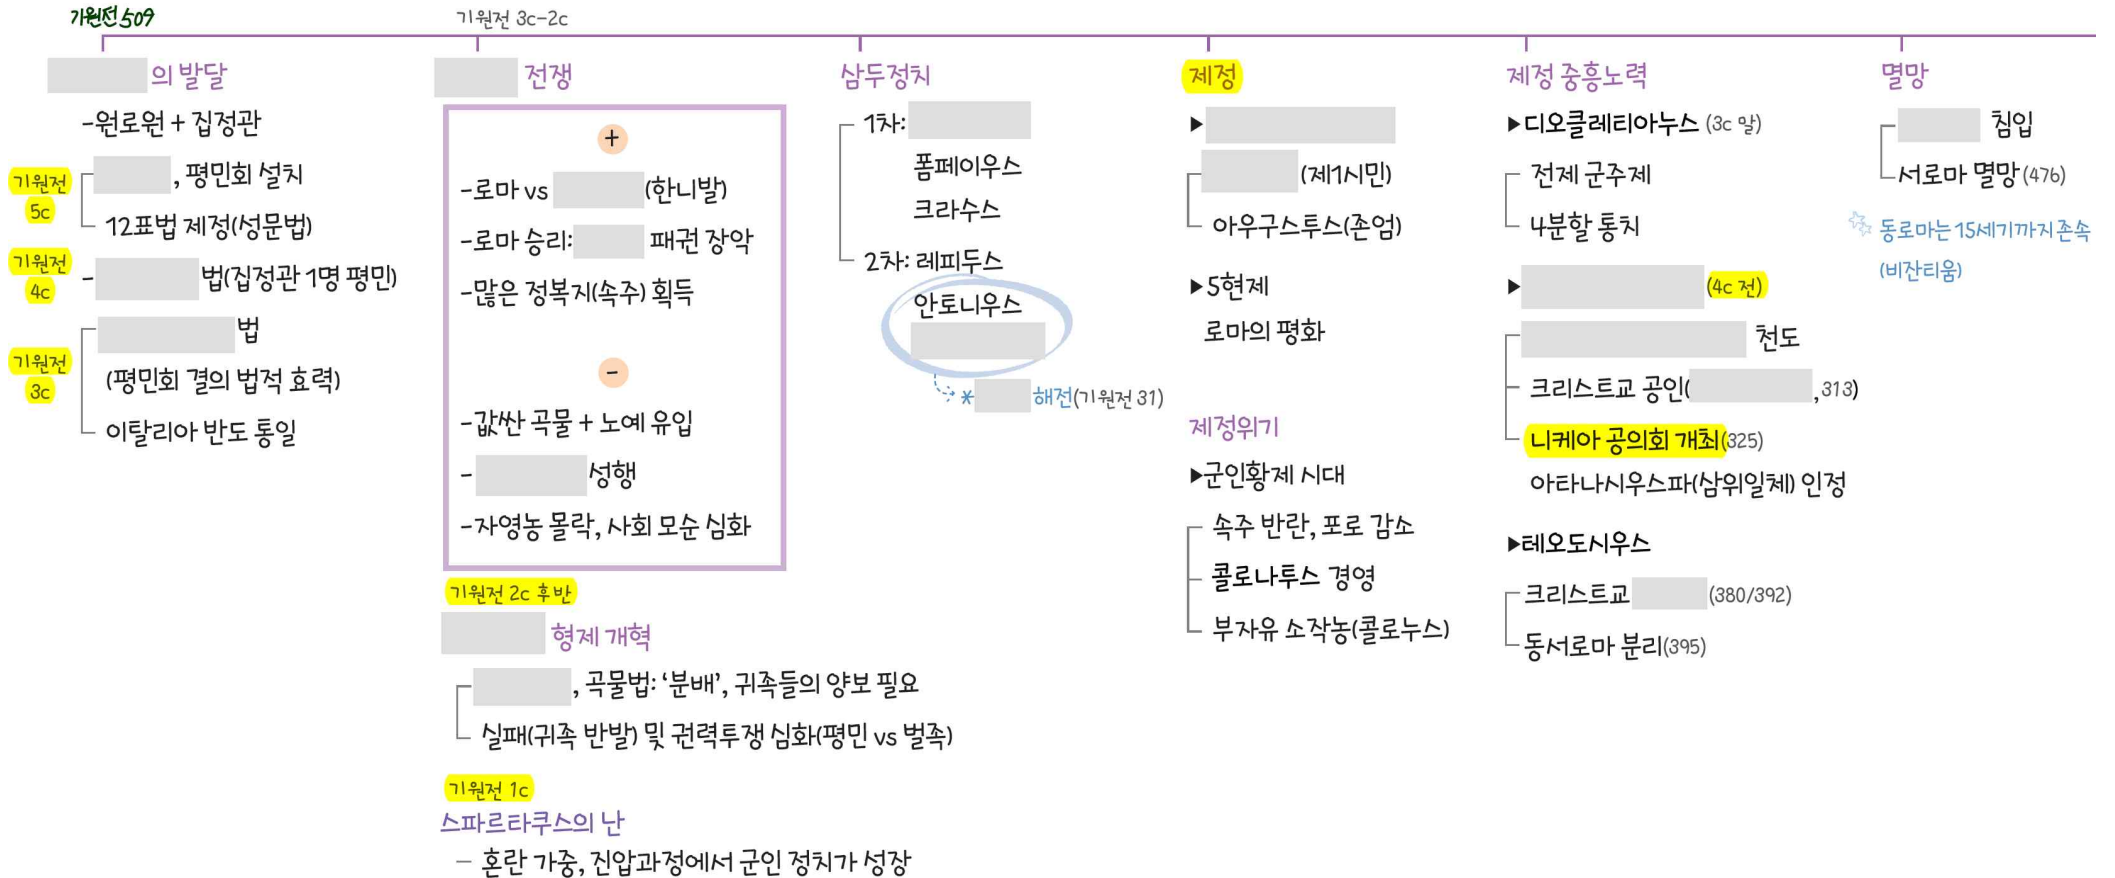 기원전 509
기원전 3c-2c
의 발달
-원로원 + 집정관
기원전 5c
, 평민회 설치
12표법 제정(성문법)
기원전 4c
- 법(집정관 1명 평민)
기원전 3c
법
(평민회 결의 법적 효력)
이탈리아 반도 통일
전쟁
+
-로마 vs (한니발)
-로마 승리: 패권 장악
-많은 정복지(속주) 획득
-
-값싼 곡물 + 노예 유입
- 성행
-자영농 몰락, 사회 모순 심화
기원전 2c 후반
형제 개혁
, 곡물법: ‘분배’, 귀족들의 양보 필요
실패(귀족 반발) 및 권력투쟁 심화(평민 vs 벌족)
기원전 1c
스파르타쿠스의 난
- 혼란 가중, 진압과정에서 군인 정치가 성장
삼두정치
1차:
폼페이우스
크라수스
2차: 레피두스
안토니우스
* 해전(기원전 31)
제정
▶
(제1시민)
아우구스투스(존엄)
▶5현제
로마의 평화
제정위기
▶군인황제 시대
속주 반란, 포로 감소
콜로나투스 경영
부자유 소작농(콜로누스)
제정 중흥노력
▶디오클레티아누스 (3c 말)
전제 군주제
4분할 통치
▶ (4c 전)
천도
크리스트교 공인( ,313)
니케아 공의회 개최(325)
아타나시우스파(삼위일체) 인정
▶테오도시우스
크리스트교 (380/392)
동서로마 분리(395)
멸망
침입
서로마 멸망(476)
동로마는 15세기까지 존속
(비잔티움)